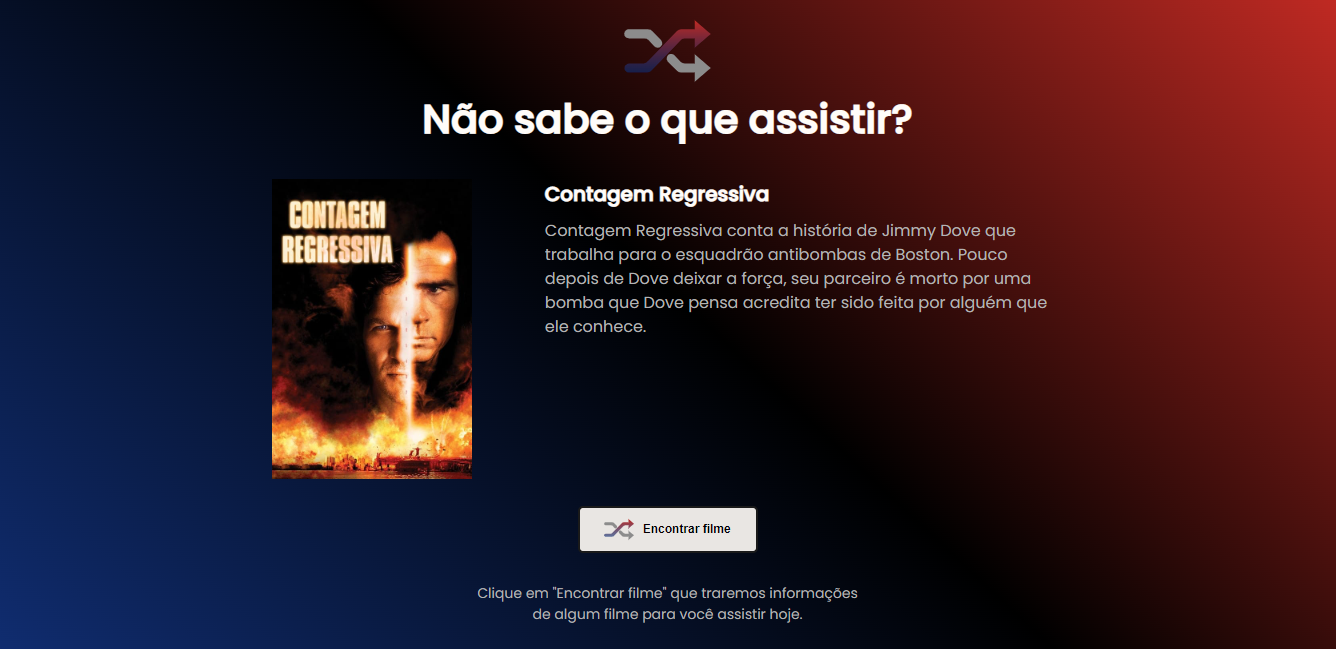 Não sabe o que assistir?
CONTAGEM
REGRESSIVA
Contagem Regressiva
Contagem Regressiva conta a história de Jimmy Dove que
trabalha para o esquadrão antibombas de Boston. Pouco
depois de Dove deixar a força, seu parceiro é morto por uma
bomba que Dove pensa acredita ter sido feita por alguém que
ele conhece.
Encontrar filme
Clique em "Encontrar filme" que traremos informações
de algum filme para você assistir hoje.